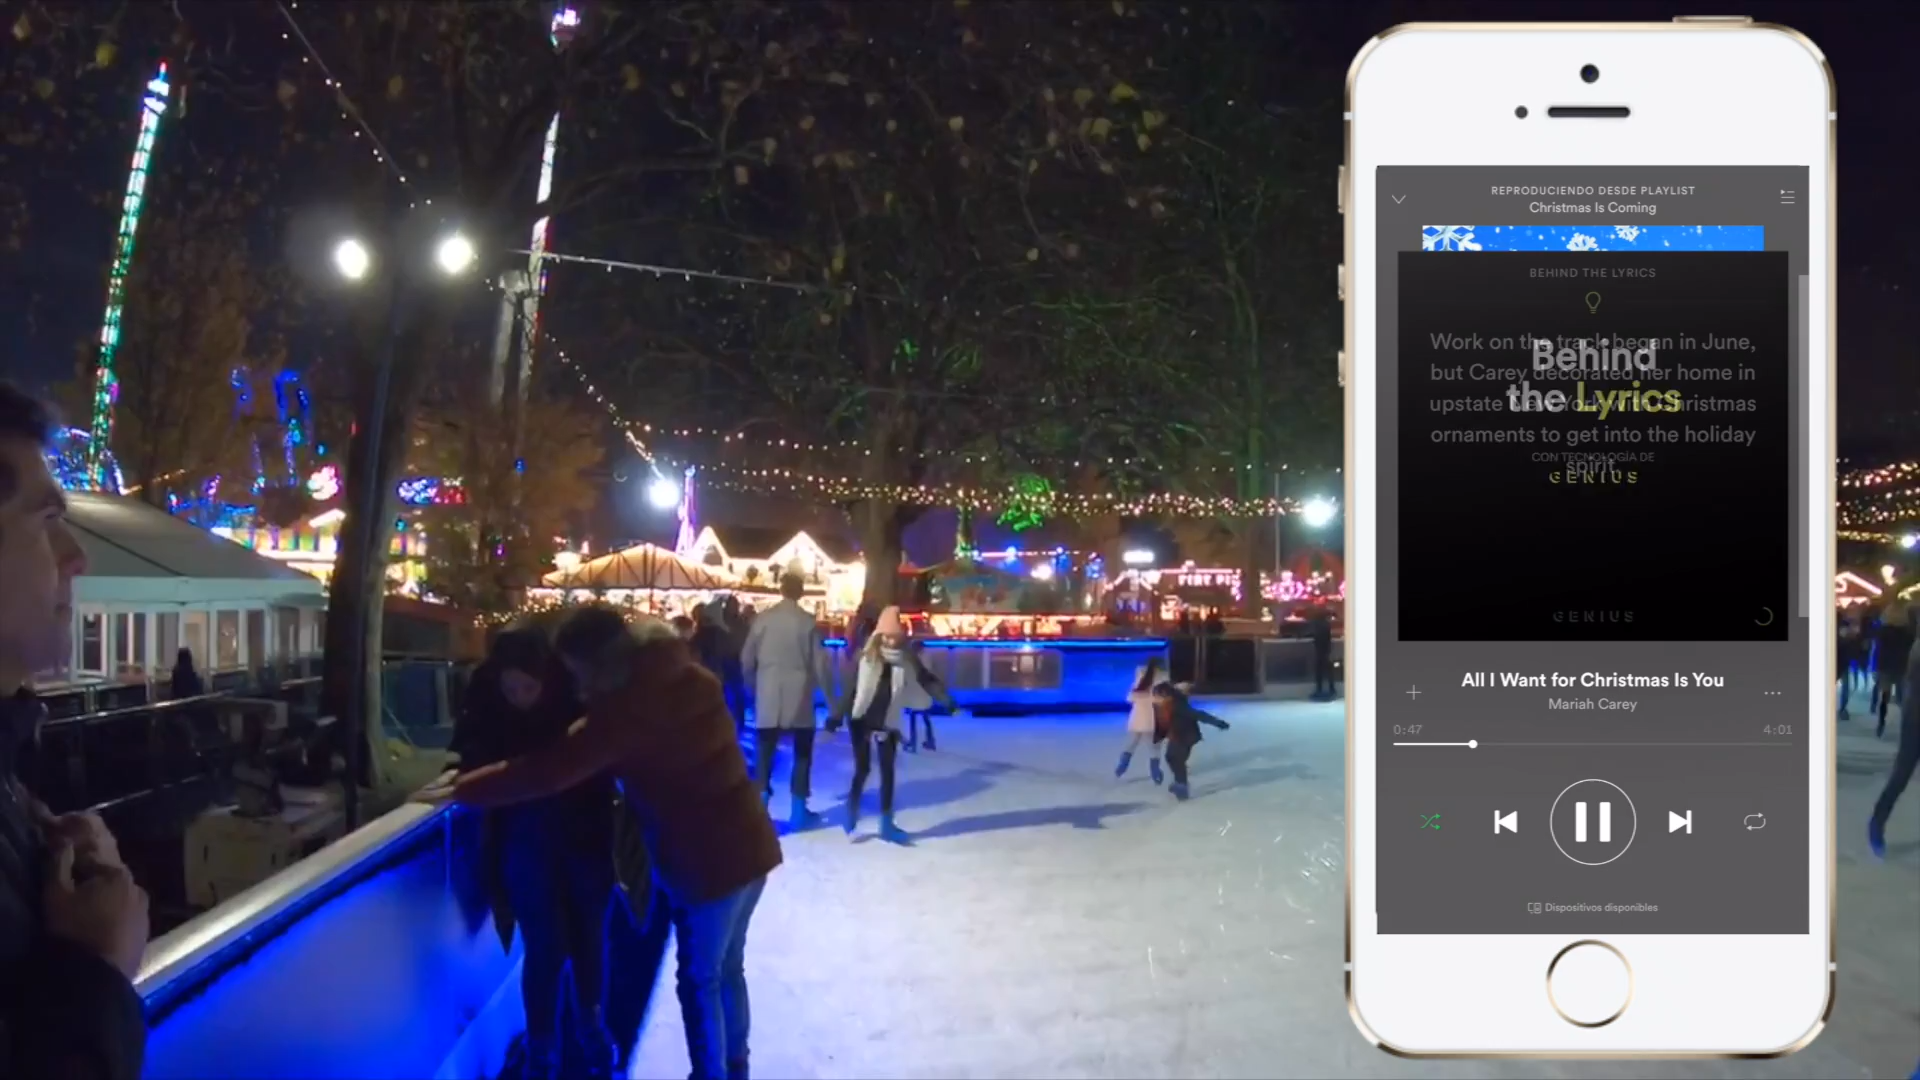 REPRODUCIENDO DESDE PLAYLIST
Christmas Is Coming
BEHIND THE LYRICS
Work on the track began in June,
but Carey decorated her home in
upstate New York with Christmas
ornaments to get into the holiday
spirit.
Behind
the Lyrics
CON TECNOLOGÍA DE
GENIUS
GENIUS
All I Want for Christmas Is You
Mariah Carey
0:47
4:01
Dispositivos disponibles